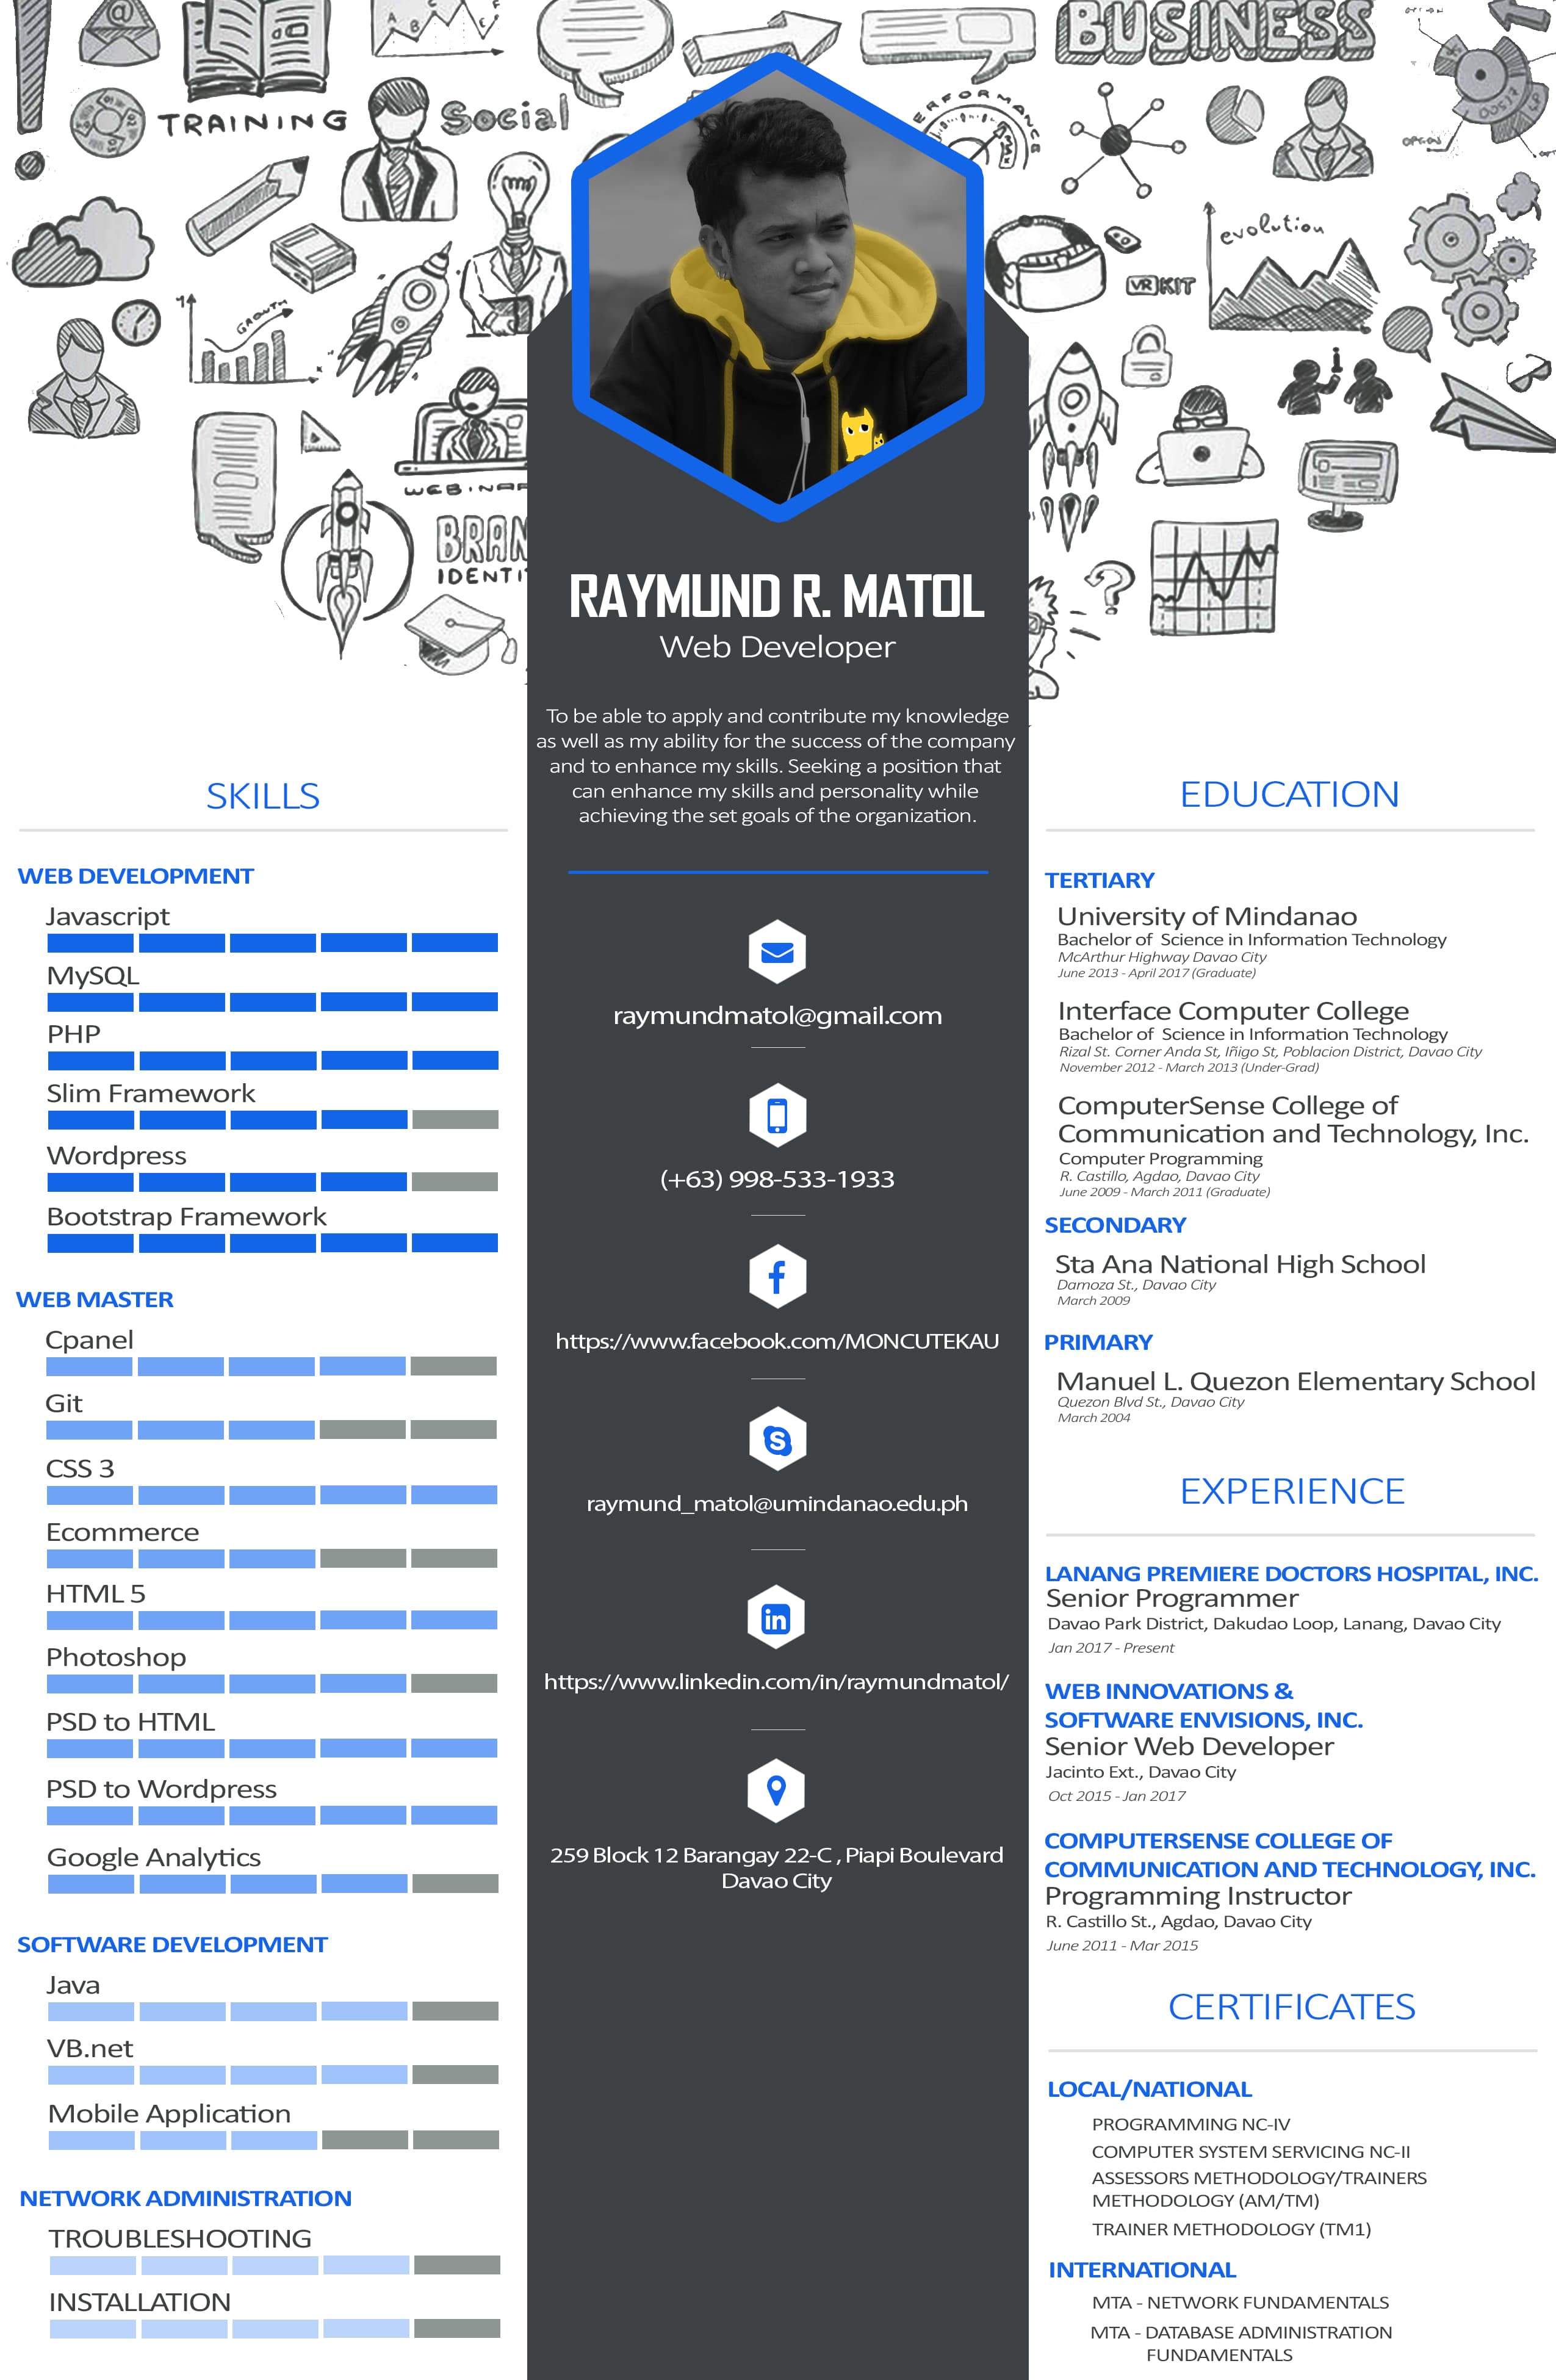 BUSINESS
TRAINING
Social
PERFORMANCE
MAX
OPTION
evolution
VR KIT
GROWTH
WEBINAR
BRAN
IDENTI
RAYMUND R. MATOL
Web Developer
To be able to apply and contribute my knowledge
as well as my ability for the success of the company
and to enhance my skills. Seeking a position that
can enhance my skills and personality while
achieving the set goals of the organization.
SKILLS
WEB DEVELOPMENT
Javascript
MySQL
PHP
Slim Framework
Wordpress
Bootstrap Framework
WEB MASTER
Cpanel
Git
CSS 3
Ecommerce
HTML 5
Photoshop
PSD to HTML
PSD to Wordpress
Google Analytics
SOFTWARE DEVELOPMENT
Java
VB.net
Mobile Application
NETWORK ADMINISTRATION
TROUBLESHOOTING
INSTALLATION
raymundmatol@gmail.com
(+63) 998-533-1933
https://www.facebook.com/MONCUTEKAU
raymund_matol@umindanao.edu.ph
https://www.linkedin.com/in/raymundmatol/
259 Block 12 Barangay 22-C , Piapi Boulevard
Davao City
EDUCATION
TERTIARY
University of Mindanao
Bachelor of Science in Information Technology
McArthur Highway Davao City
June 2013 - April 2017 (Graduate)
Interface Computer College
Bachelor of Science in Information Technology
Rizal St. Corner Anda St, Iñigo St, Poblacion District, Davao City
November 2012 - March 2013 (Under-Grad)
ComputerSense College of
Communication and Technology, Inc.
Computer Programming
R. Castillo, Agdao, Davao City
June 2009 - March 2011 (Graduate)
SECONDARY
Sta Ana National High School
Damoza St., Davao City
March 2009
PRIMARY
Manuel L. Quezon Elementary School
Quezon Blvd St., Davao City
March 2004
EXPERIENCE
LANANG PREMIERE DOCTORS HOSPITAL, INC.
Senior Programmer
Davao Park District, Dakudao Loop, Lanang, Davao City
Jan 2017 - Present
WEB INNOVATIONS &
SOFTWARE ENVISIONS, INC.
Senior Web Developer
Jacinto Ext., Davao City
Oct 2015 - Jan 2017
COMPUTERSENSE COLLEGE OF
COMMUNICATION AND TECHNOLOGY, INC.
Programming Instructor
R. Castillo St., Agdao, Davao City
June 2011 - Mar 2015
CERTIFICATES
LOCAL/NATIONAL
PROGRAMMING NC-IV
COMPUTER SYSTEM SERVICING NC-II
ASSESSORS METHODOLOGY/TRAINERS
METHODOLOGY (AM/TM)
TRAINER METHODOLOGY (TM1)
INTERNATIONAL
MTA - NETWORK FUNDAMENTALS
MTA - DATABASE ADMINISTRATION
FUNDAMENTALS